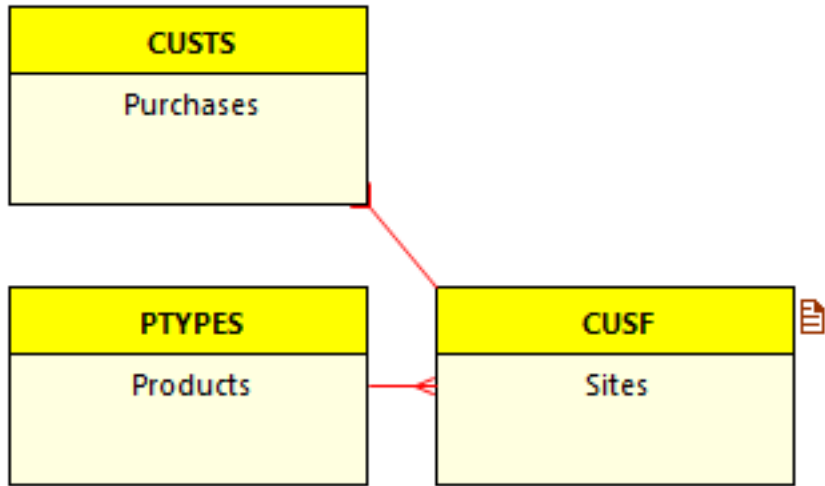 CUSTS
Purchases
PTYPES
Products
CUSF
Sites